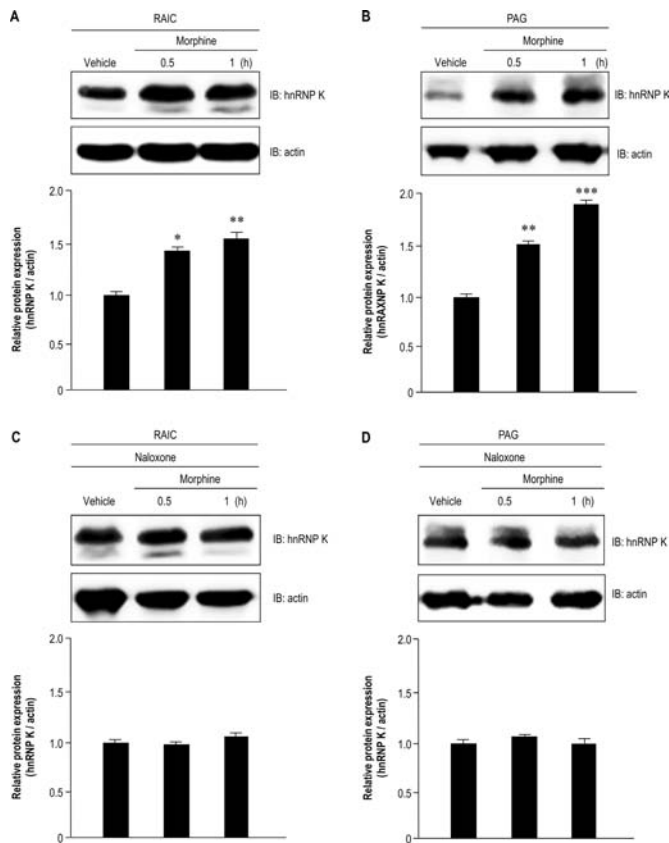 A
RAIC
Morphine
Vehicle 0.5 1 (h)
IB: hnRNP K
IB: actin
Relative protein expression
(hnRNP K / actin)
2.0
1.5
1.0
0.5
0
*
**
B
PAG
Morphine
Vehicle 0.5 1 (h)
IB: hnRNP K
IB: actin
Relative protein expression
(hnRAXNP K / actin)
2.0
1.5
1.0
0.5
0
**
***
C
RAIC
Naloxone
Morphine
Vehicle 0.5 1 (h)
IB: hnRNP K
IB: actin
Relative protein expression
(hnRNP K / actin)
2.0
1.5
1.0
0.5
0
D
PAG
Naloxone
Morphine
Vehicle 0.5 1 (h)
IB: hnRNP K
IB: actin
Relative protein expression
(hnRNP K / actin)
2.0
1.5
1.0
0.5
0